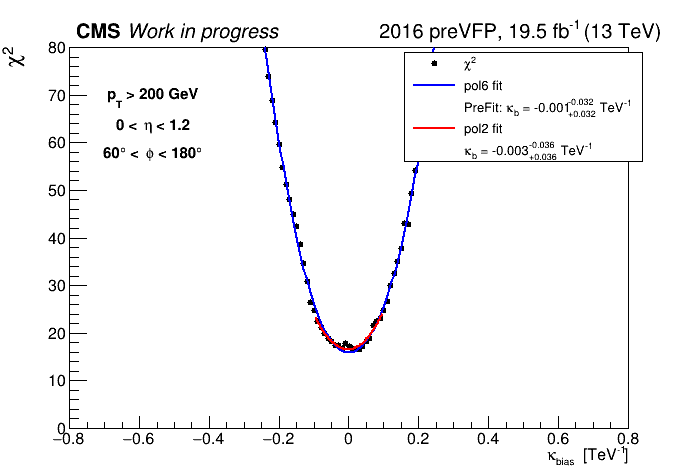 CMS Work in progress 2016 preVFP, 19.5 fb⁻¹ (13 TeV)
χ²
80
70
60
50
40
30
20
10
0
p_T > 200 GeV
0 < η < 1.2
60° < ϕ < 180°
χ²
pol6 fit
PreFit: κ_b = -0.001^{-0.032}_{+0.032} TeV⁻¹
pol2 fit
κ_b = -0.003^{-0.036}_{+0.036} TeV⁻¹
−0.8 −0.6 −0.4 −0.2 0 0.2 0.4 0.6 0.8
κ_bias [TeV⁻¹]